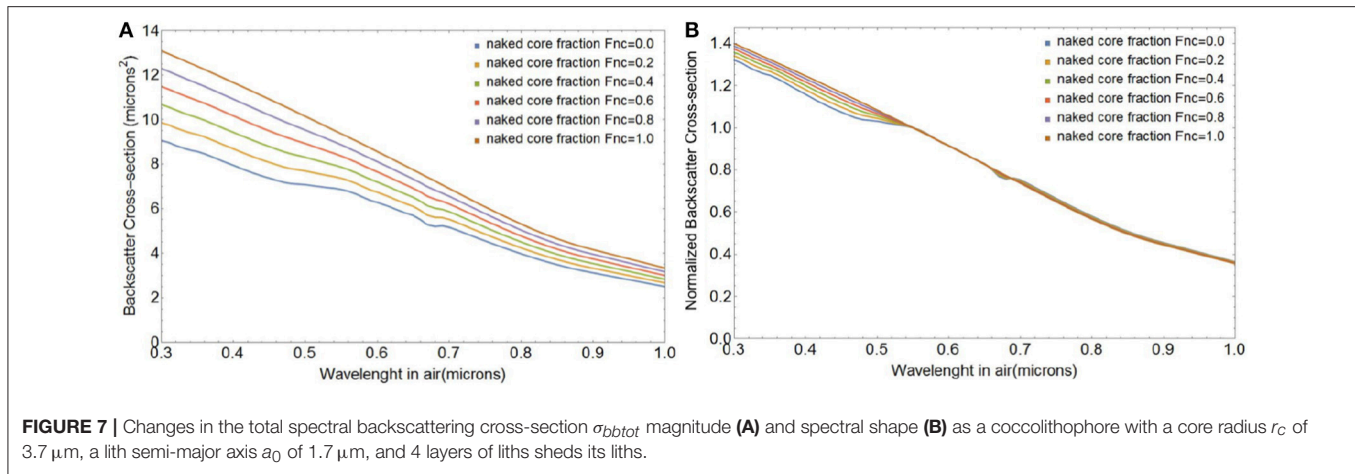 A
Backscatter Cross-section (microns²)
14
12
10
8
6
4
2
0
naked core fraction Fnc=0.0
naked core fraction Fnc=0.2
naked core fraction Fnc=0.4
naked core fraction Fnc=0.6
naked core fraction Fnc=0.8
naked core fraction Fnc=1.0
0.3 0.4 0.5 0.6 0.7 0.8 0.9 1.0
Wavelenght in air(microns)
B
Normalized Backscatter Cross-section
1.4
1.2
1.0
0.8
0.6
0.4
0.2
0.0
naked core fraction Fnc=0.0
naked core fraction Fnc=0.2
naked core fraction Fnc=0.4
naked core fraction Fnc=0.6
naked core fraction Fnc=0.8
naked core fraction Fnc=1.0
0.3 0.4 0.5 0.6 0.7 0.8 0.9 1.0
Wavelenght in air(microns)
FIGURE 7 | Changes in the total spectral backscattering cross-section σbbtot magnitude (A) and spectral shape (B) as a coccolithophore with a core radius rC of
3.7 μm, a lith semi-major axis a0 of 1.7 μm, and 4 layers of liths sheds its liths.